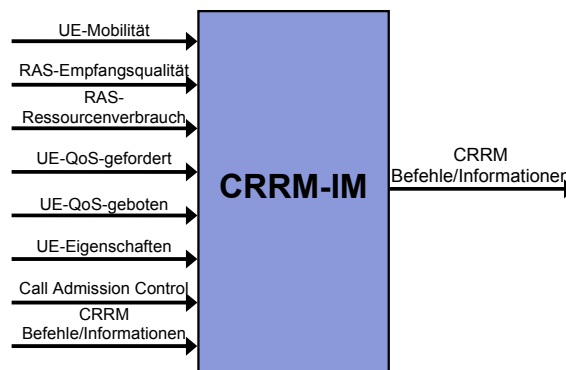 UE-Mobilität
RAS-Empfangsqualität
RAS-
Ressourcenverbrauch
UE-QoS-gefordert
UE-QoS-geboten
UE-Eigenschaften
Call Admission Control
CRRM
Befehle/Informationen
CRRM-IM
CRRM
Befehle/Informationen